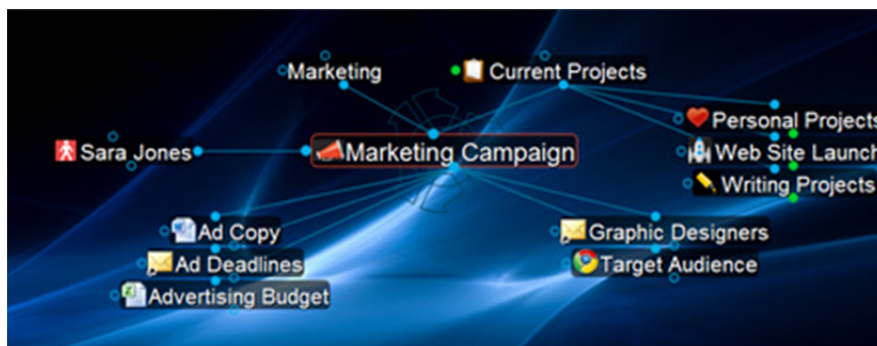 Marketing
Current Projects
Personal Projects
Sara Jones
Marketing Campaign
Web Site Launch
Writing Projects
Ad Copy
Graphic Designers
Ad Deadlines
Target Audience
Advertising Budget